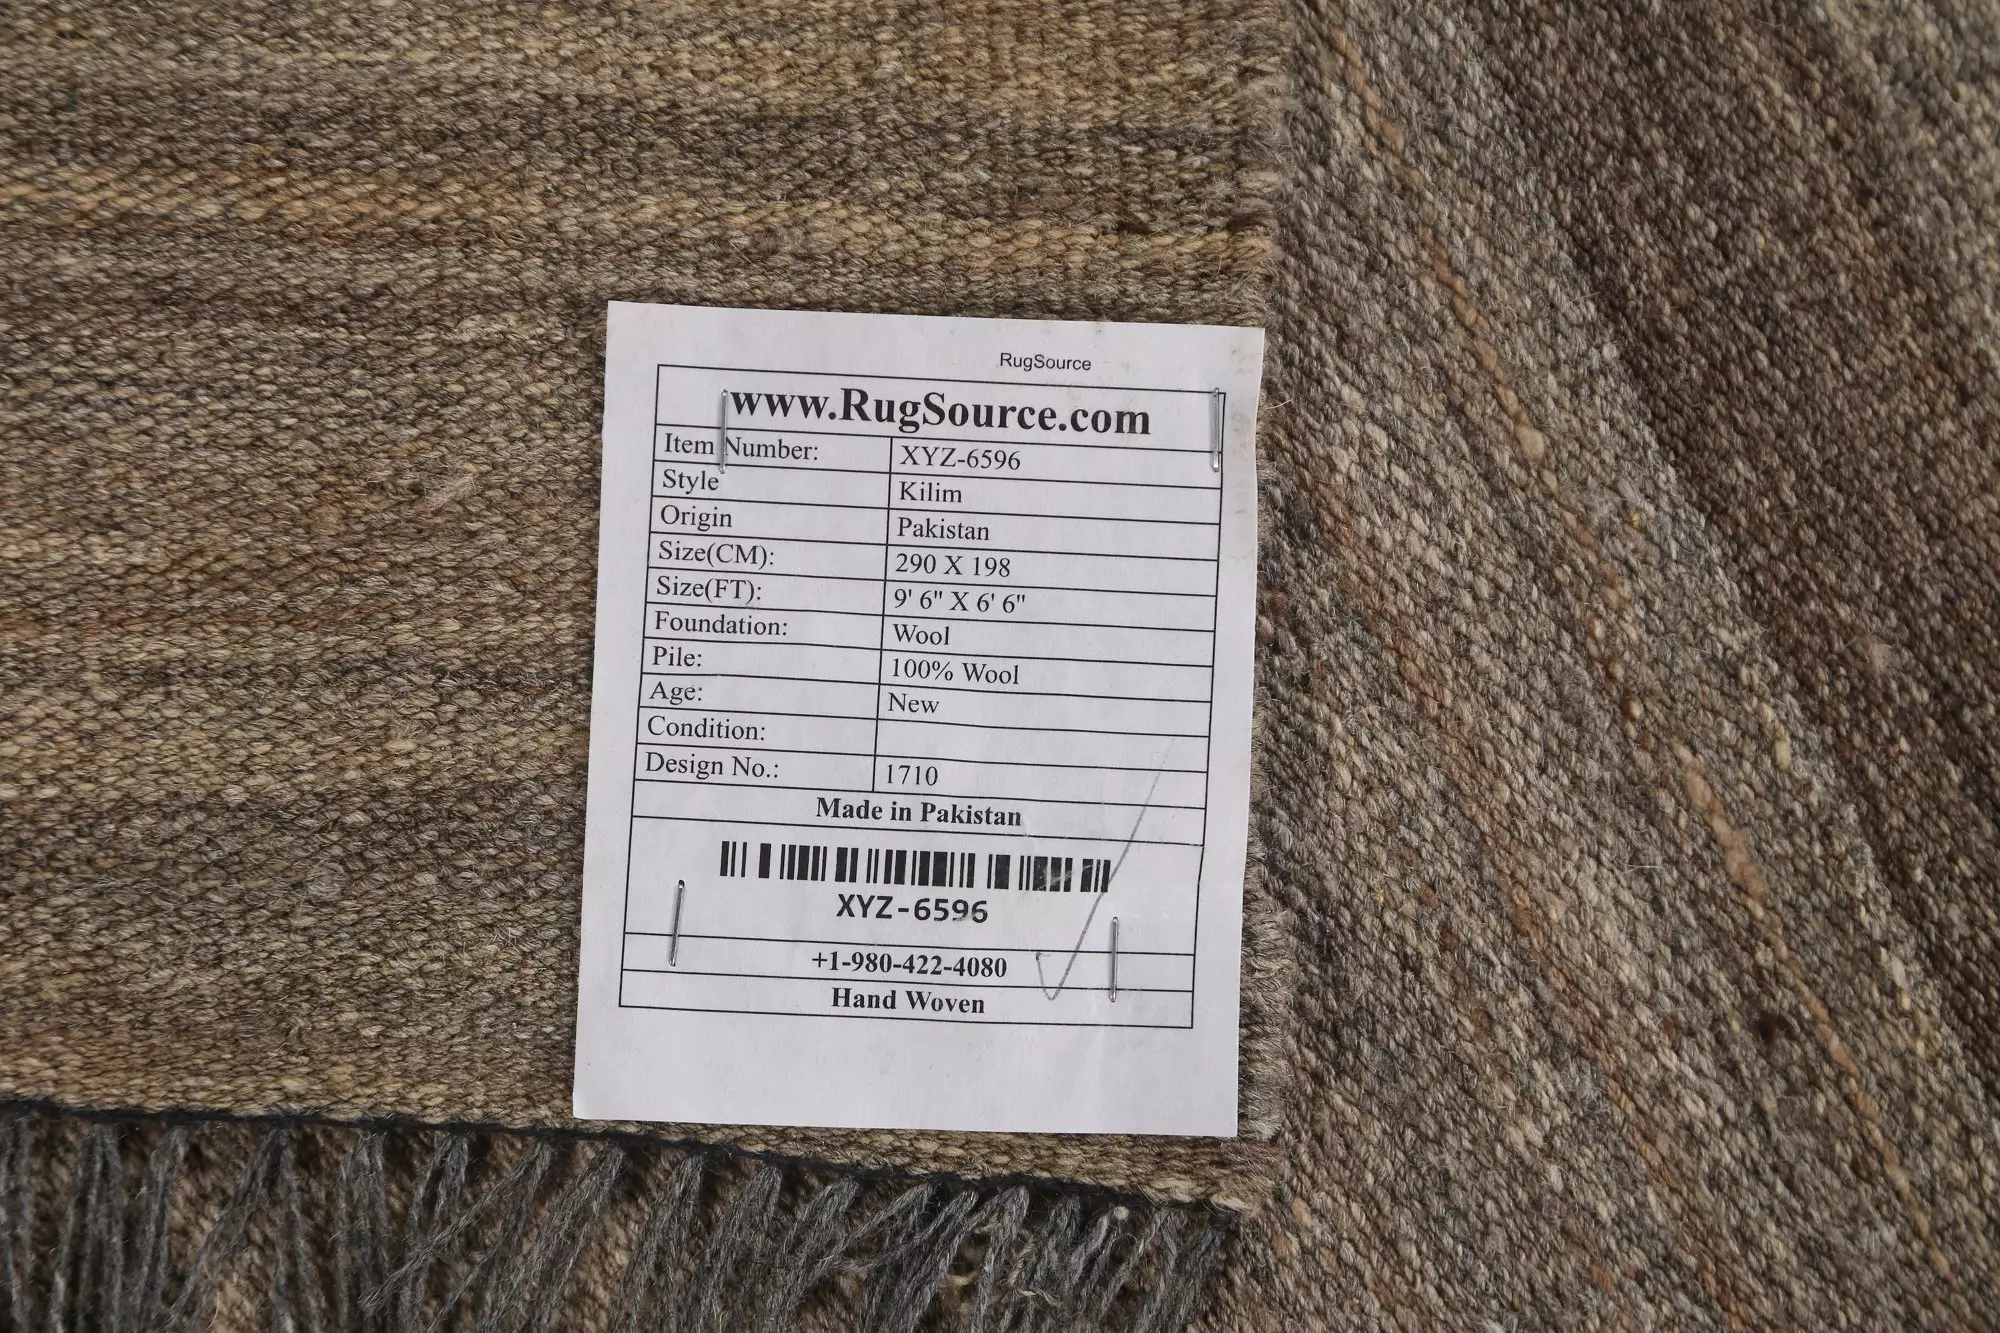 RugSource
www.RugSource.com
Item Number: XYZ-6596
Style Kilim
Origin Pakistan
Size(CM): 290 X 198
Size(FT): 9' 6" X 6' 6"
Foundation: Wool
Pile: 100% Wool
Age: New
Condition:
Design No.: 1710
Made in Pakistan
XYZ-6596
+1-980-422-4080
Hand Woven